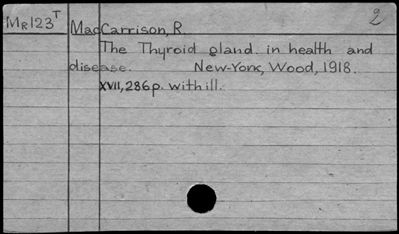 MR123T
2
MacCarrison, R.
The Thyroid gland in health and
disease. New-York, Wood, 1918.
XVII, 286 p. with ill.